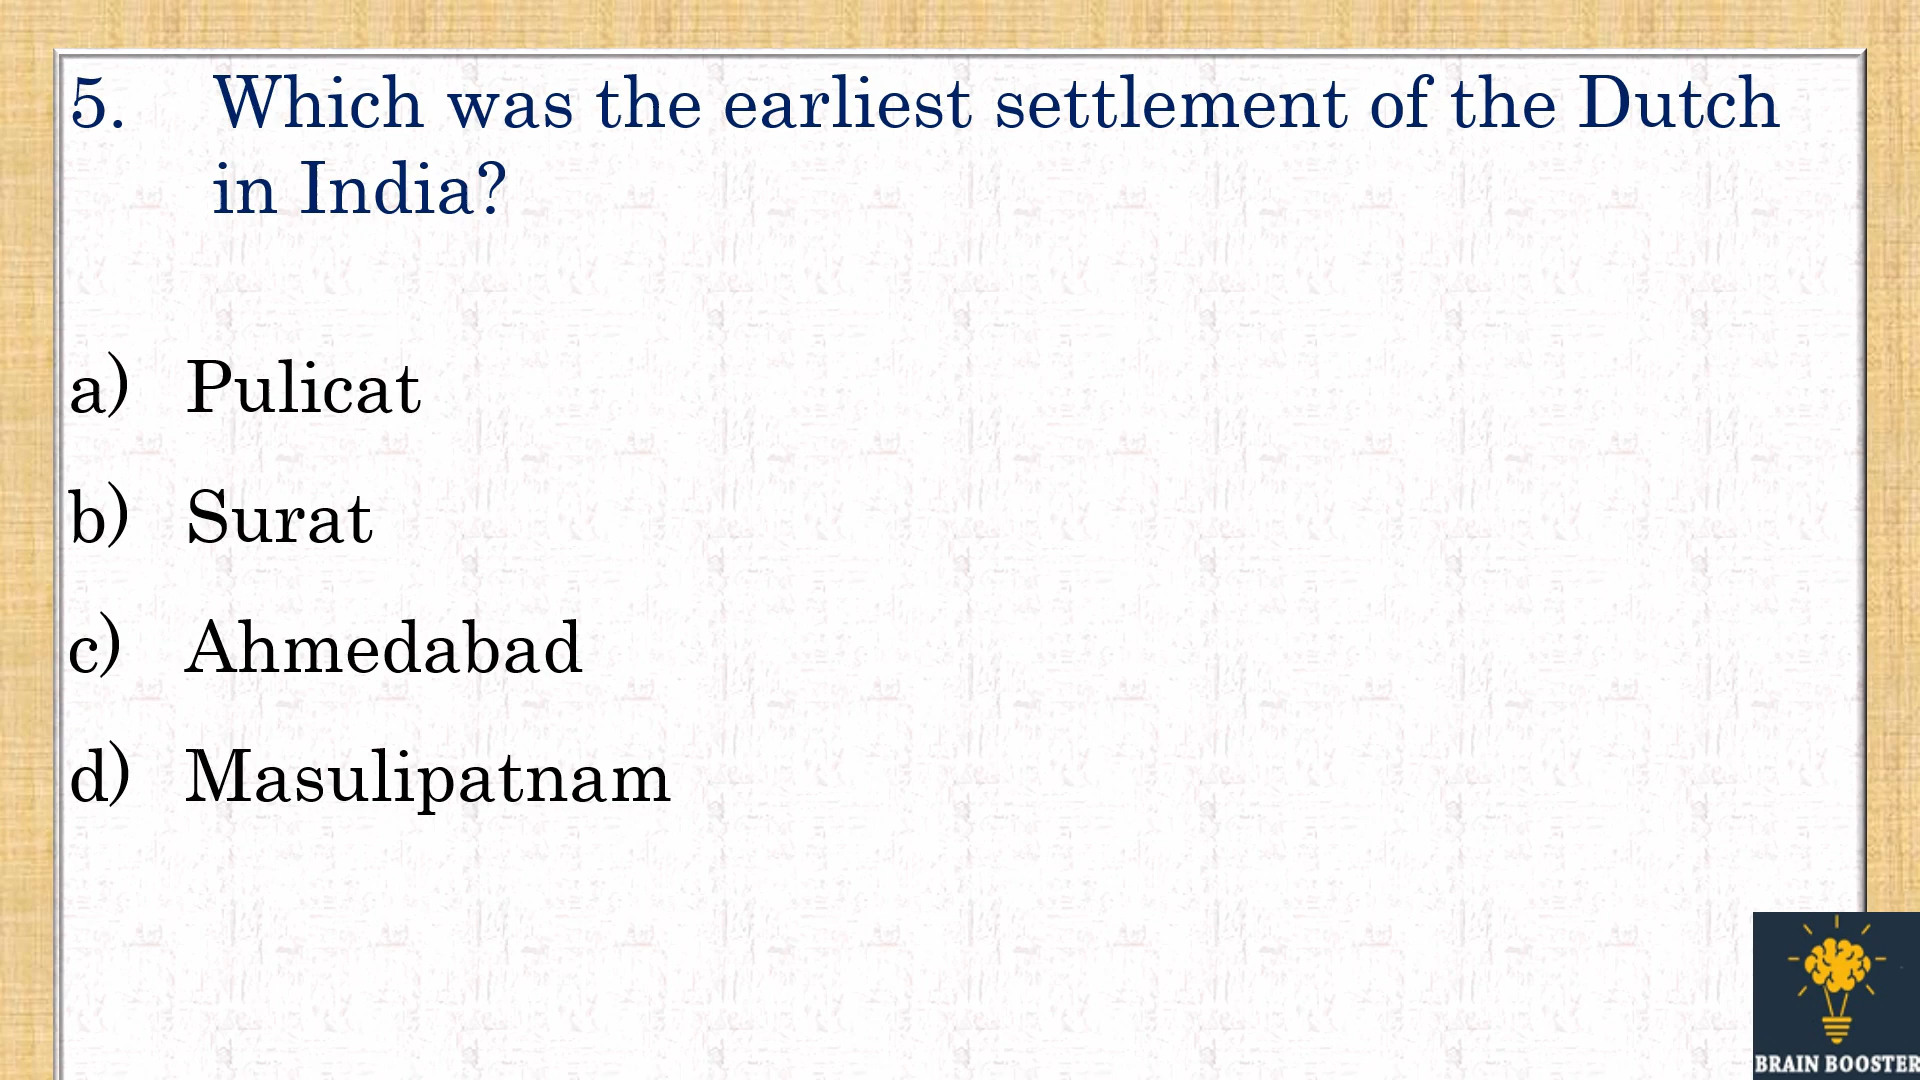 5. Which was the earliest settlement of the Dutch
in India?
a) Pulicat
b) Surat
c) Ahmedabad
d) Masulipatnam
BRAIN BOOSTER